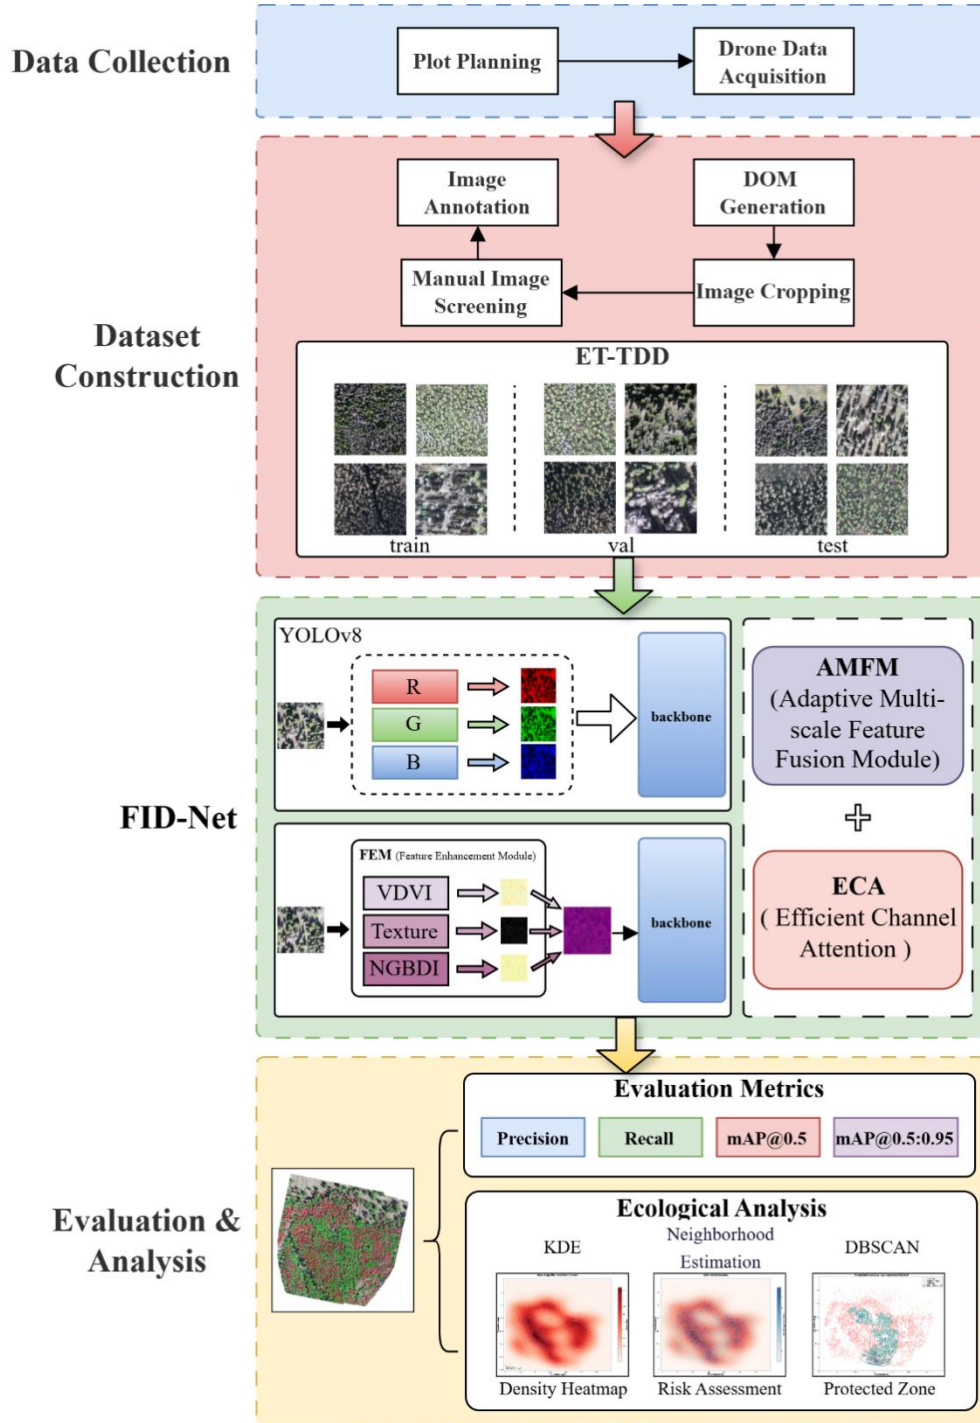 Data Collection
Plot Planning
Drone Data
Acquisition
Dataset
Construction
Image
Annotation
DOM
Generation
Manual Image
Screening
Image Cropping
ET-TDD
train
val
test
FID-Net
YOLOv8
R
G
B
backbone
AMFM
(Adaptive Multi-
scale Feature
Fusion Module)
FEM (Feature Enhancement Module)
VDVI
Texture
NGBDI
backbone
ECA
( Efficient Channel
Attention )
Evaluation &
Analysis
Evaluation Metrics
Precision
Recall
mAP@0.5
mAP@0.5:0.95
Ecological Analysis
KDE
Neighborhood
Estimation
DBSCAN
Density Heatmap
Risk Assessment
Protected Zone